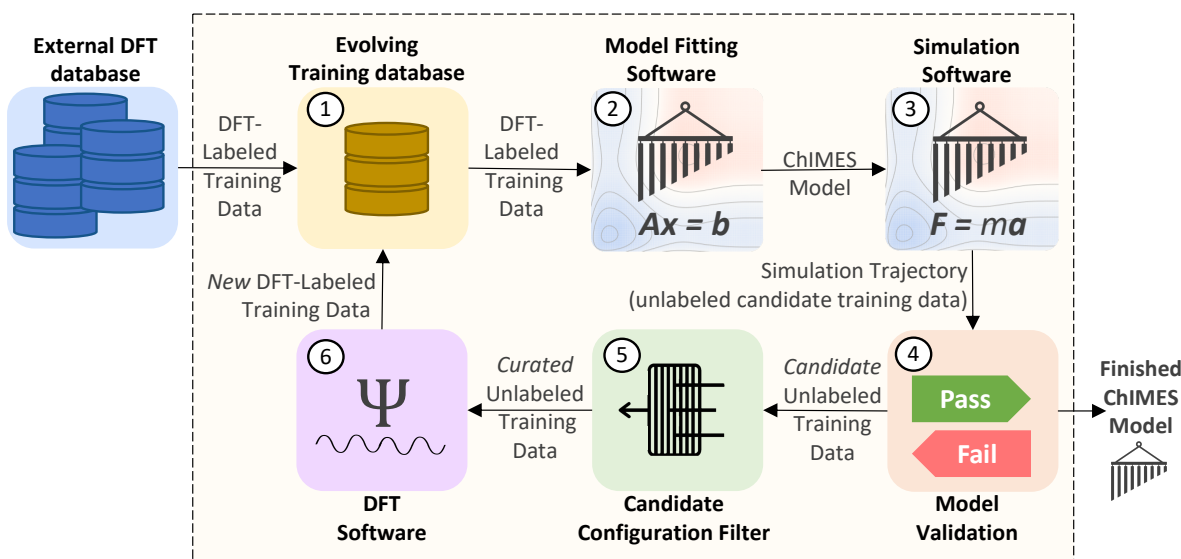 External DFT
database
Evolving
Training database
Model Fitting
Software
Simulation
Software
1
2
3
DFT-
Labeled
Training
Data
DFT-
Labeled
Training
Data
ChIMES
Model
Ax = b
F = ma
New DFT-Labeled
Training Data
Simulation Trajectory
(unlabeled candidate training data)
6
5
4
Ψ
Curated
Unlabeled
Training
Data
Candidate
Unlabeled
Training
Data
Pass
Fail
Finished
ChIMES
Model
DFT
Software
Candidate
Configuration Filter
Model
Validation